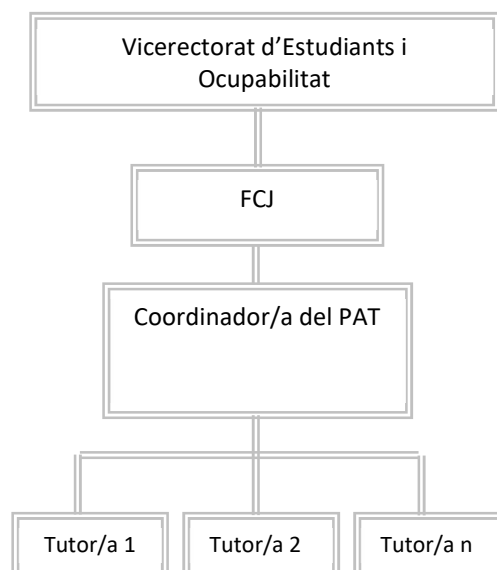 Vicerectorat d’Estudiants i
Ocupabilitat
FCJ
Coordinador/a del PAT
Tutor/a 1
Tutor/a 2
Tutor/a n